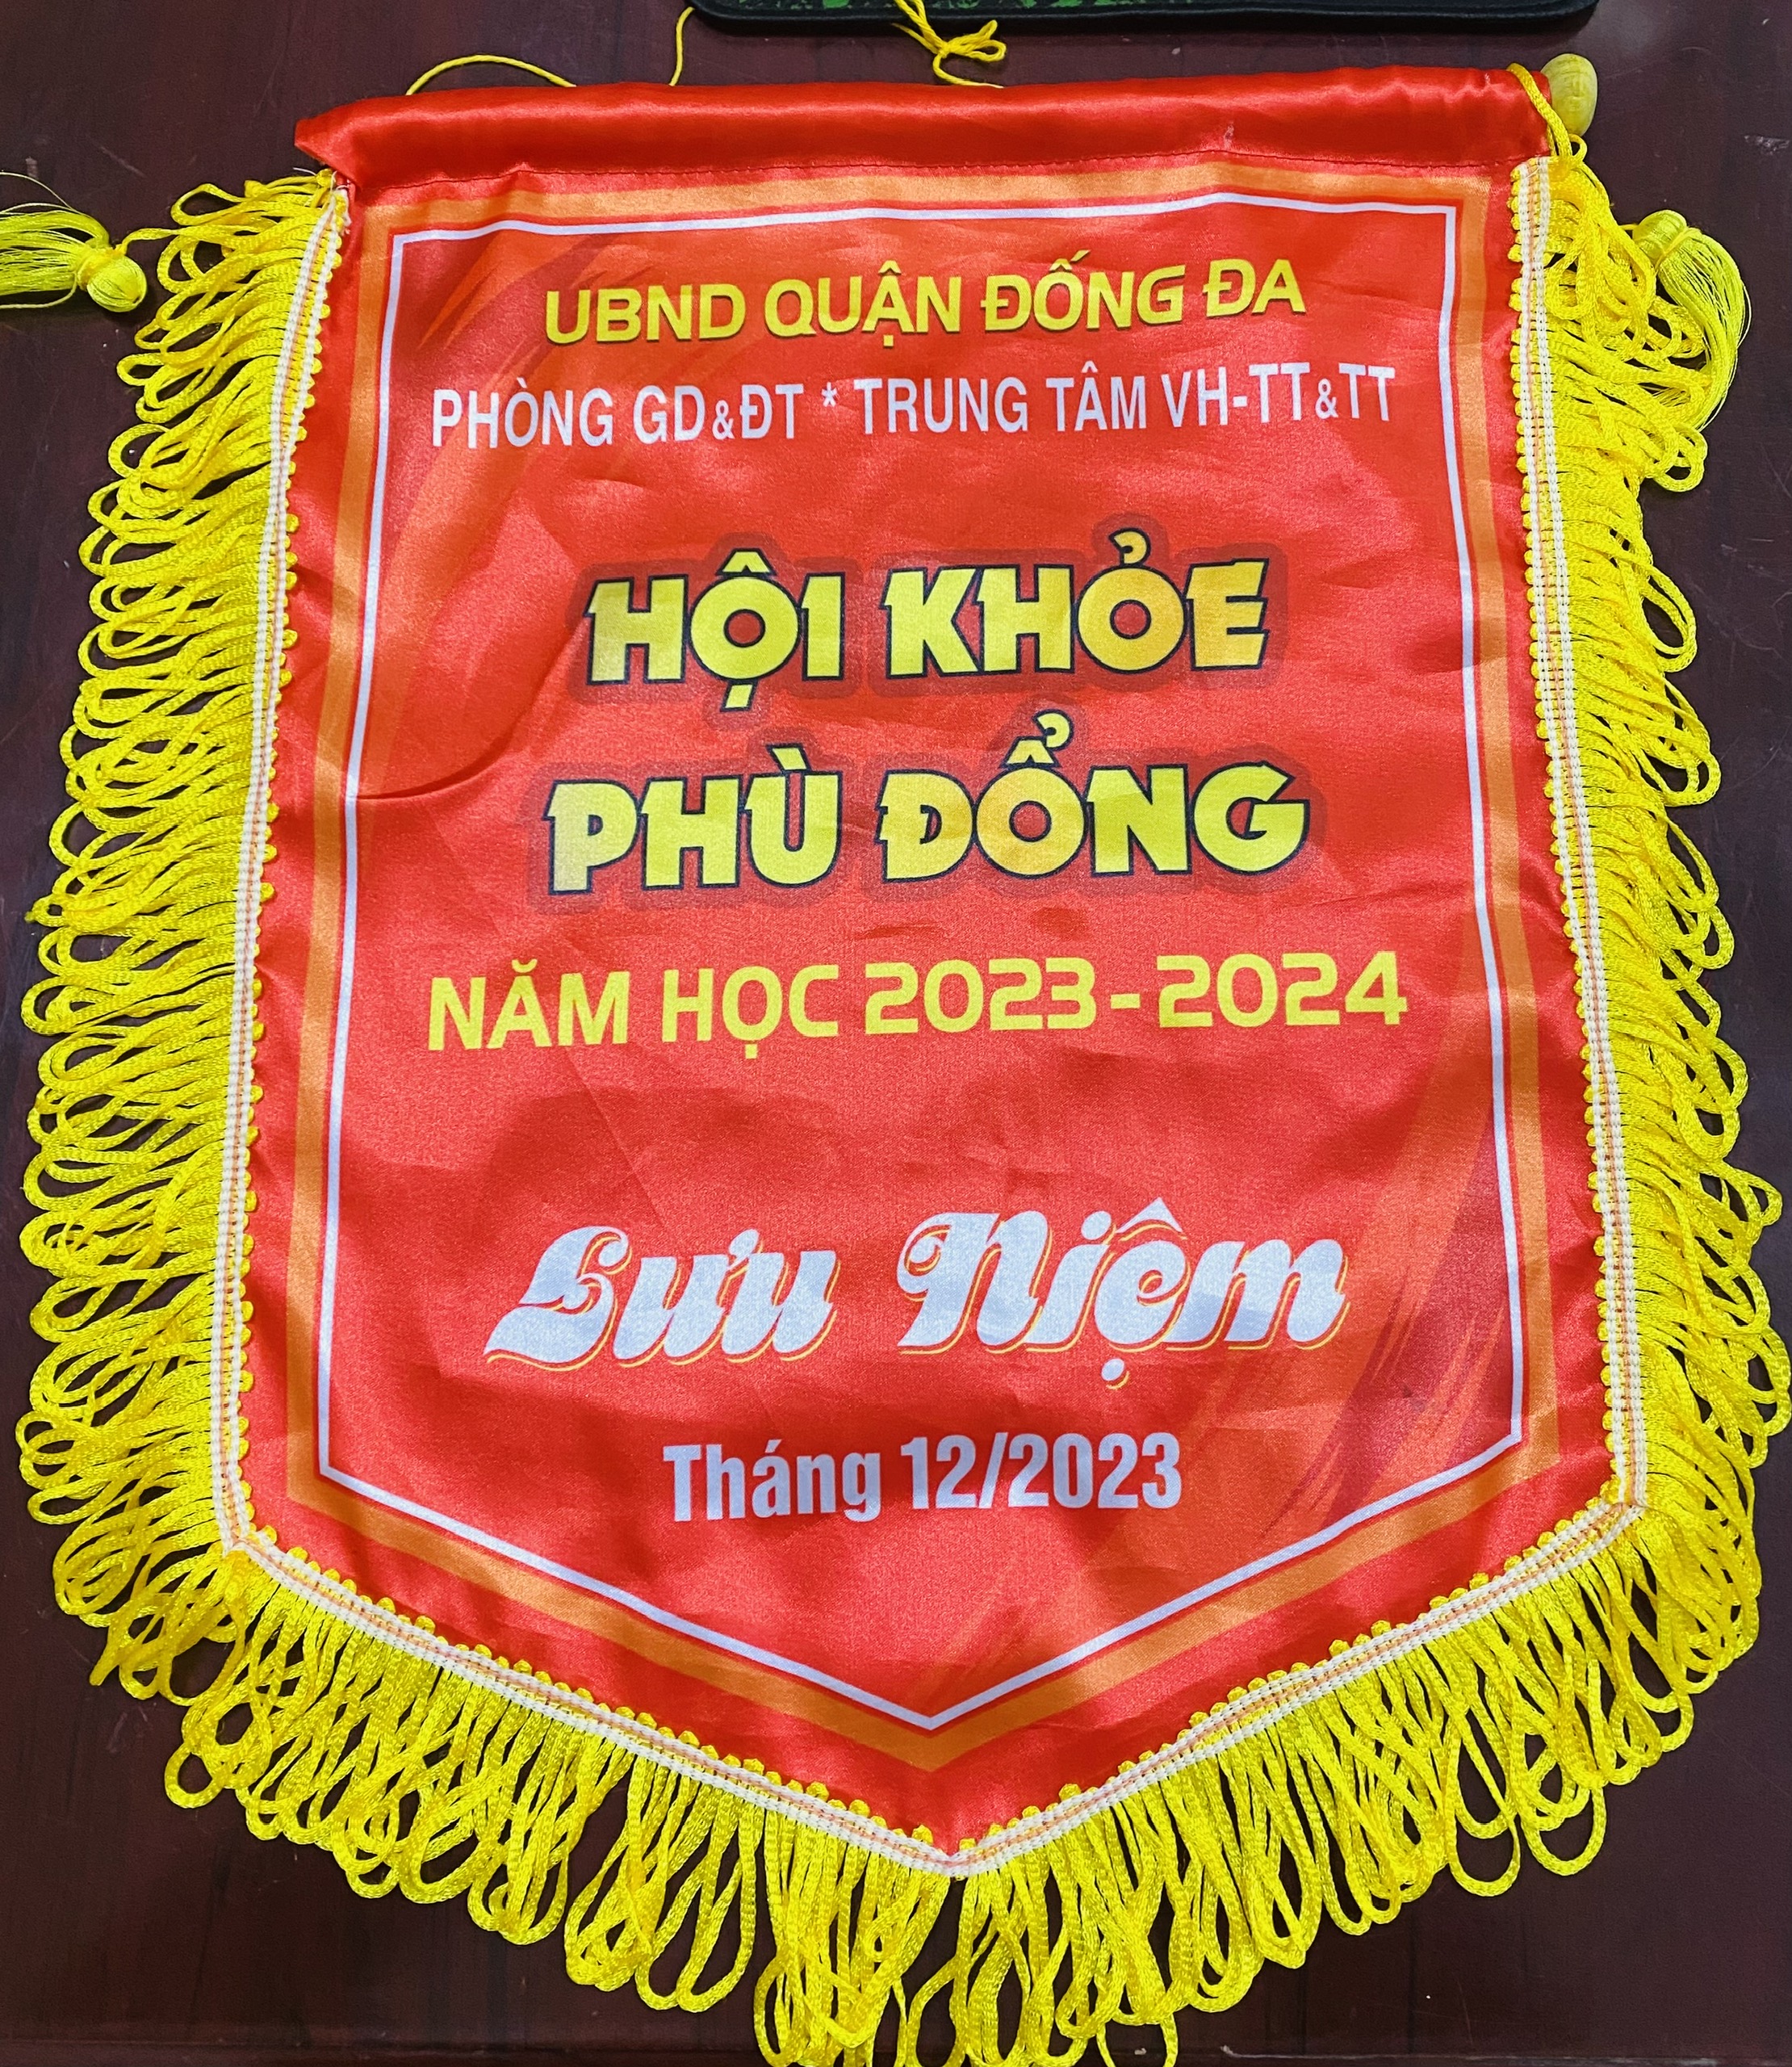 UBND QUẬN ĐỐNG ĐA
PHÒNG GD&ĐT * TRUNG TÂM VH-TT&TT
HỘI KHỎE
PHÙ ĐỔNG
NĂM HỌC 2023-2024
Lưu Niệm
Tháng 12/2023